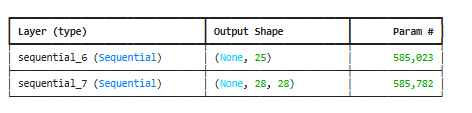 Layer (type) Output Shape Param #
sequential_6 (Sequential) (None, 25) 585,023
sequential_7 (Sequential) (None, 28, 28) 585,782